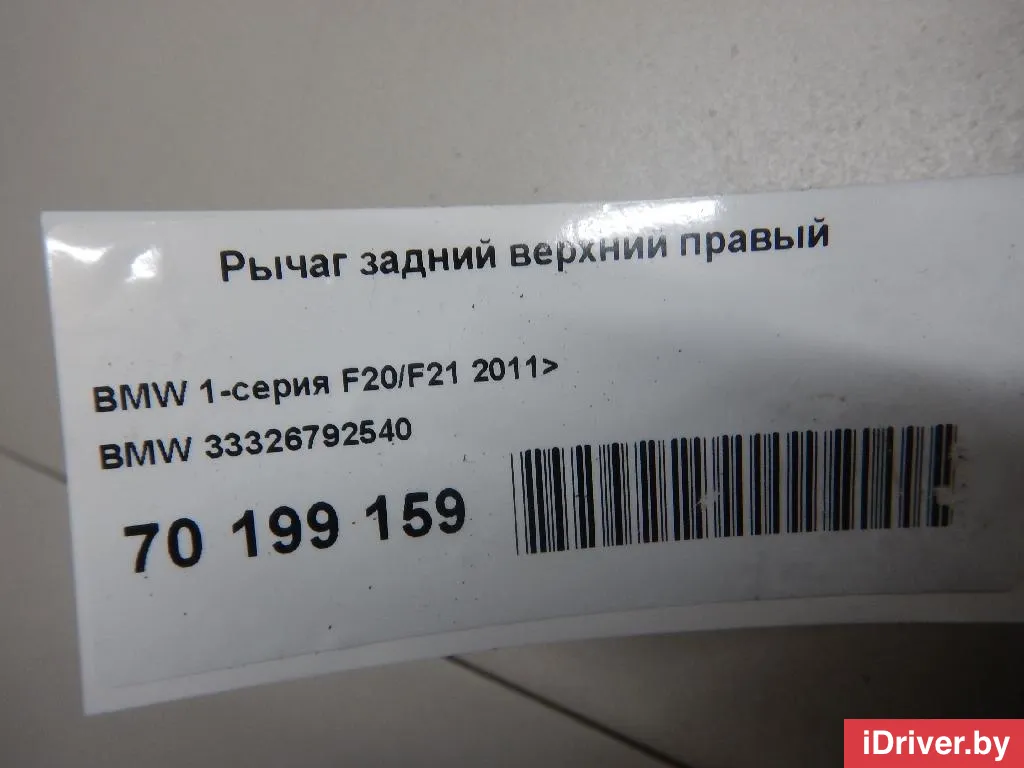 Рычаг задний верхний правый
BMW 1-серия F20/F21 2011>
BMW 33326792540
70 199 159
iDriver.by